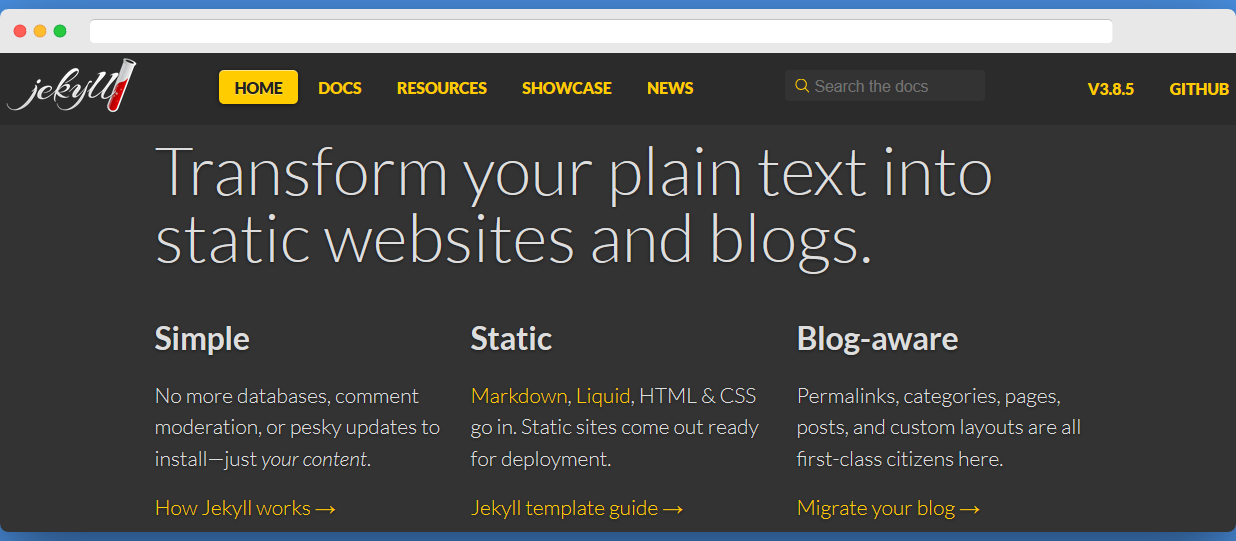 jekyll
HOME DOCS RESOURCES SHOWCASE NEWS Search the docs V3.8.5 GITHUB
Transform your plain text into
static websites and blogs.
Simple
No more databases, comment
moderation, or pesky updates to
install—just your content.
How Jekyll works →
Static
Markdown, Liquid, HTML & CSS
go in. Static sites come out ready
for deployment.
Jekyll template guide →
Blog-aware
Permalinks, categories, pages,
posts, and custom layouts are all
first-class citizens here.
Migrate your blog →